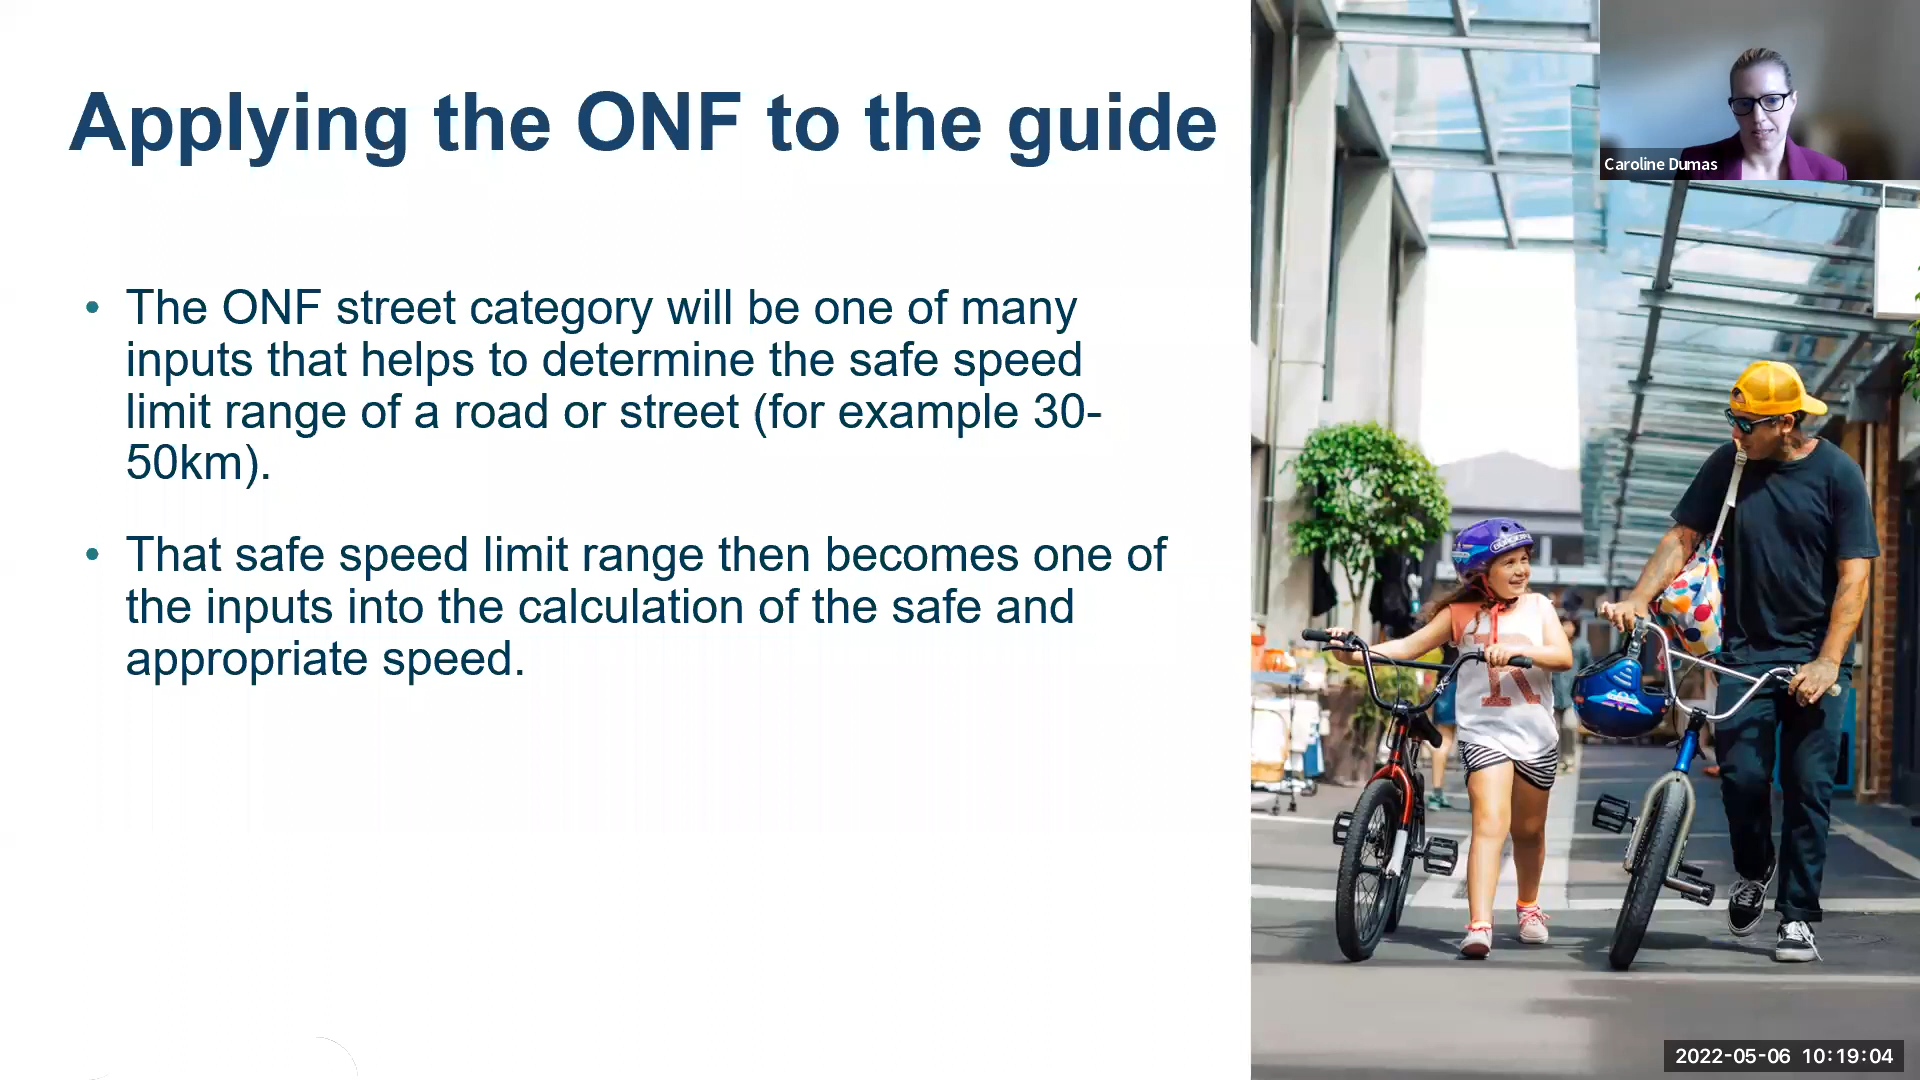 Applying the ONF to the guide
Caroline Dumas
• The ONF street category will be one of many
inputs that helps to determine the safe speed
limit range of a road or street (for example 30-
50km).
• That safe speed limit range then becomes one of
the inputs into the calculation of the safe and
appropriate speed.
R
2022-05-06 10:19:04